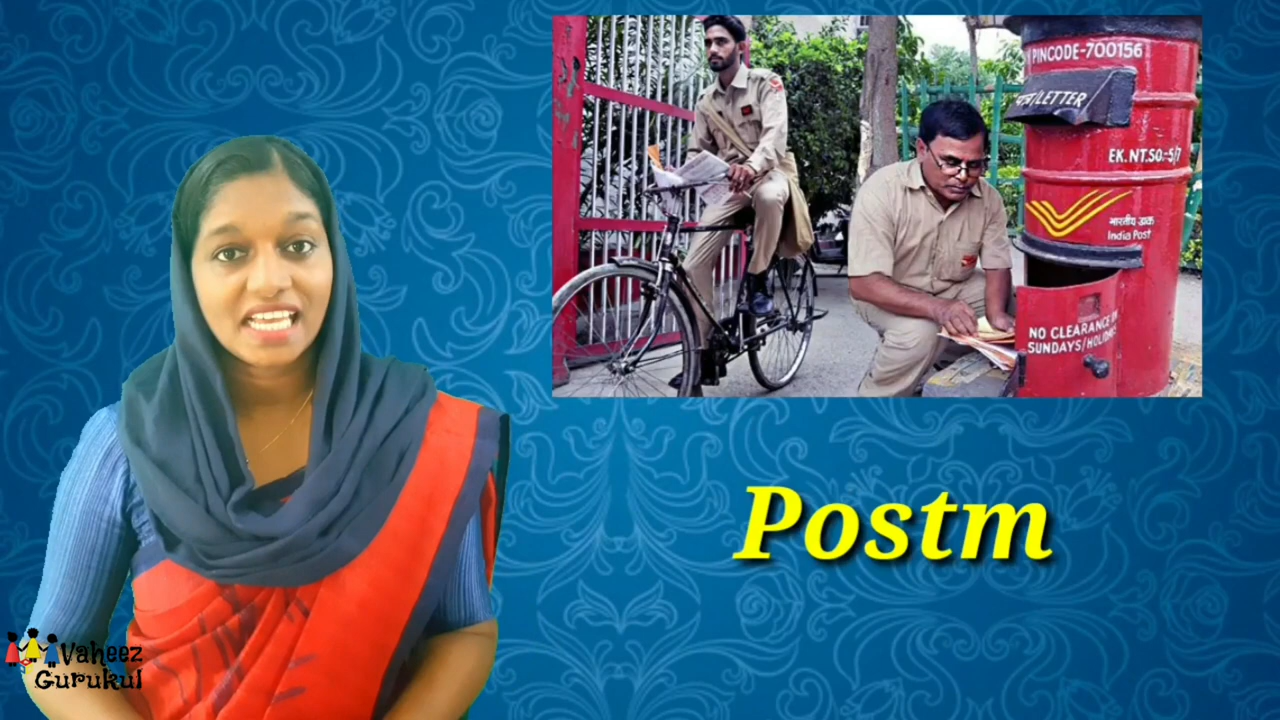 PINCODE-700156
पत्र/LETTER
EK.NT.SO.-5/7
भारतीय डाक
India Post
NO CLEARANCE ON
SUNDAYS/HOLIDAYS
Postm
Vaheez
Gurukul